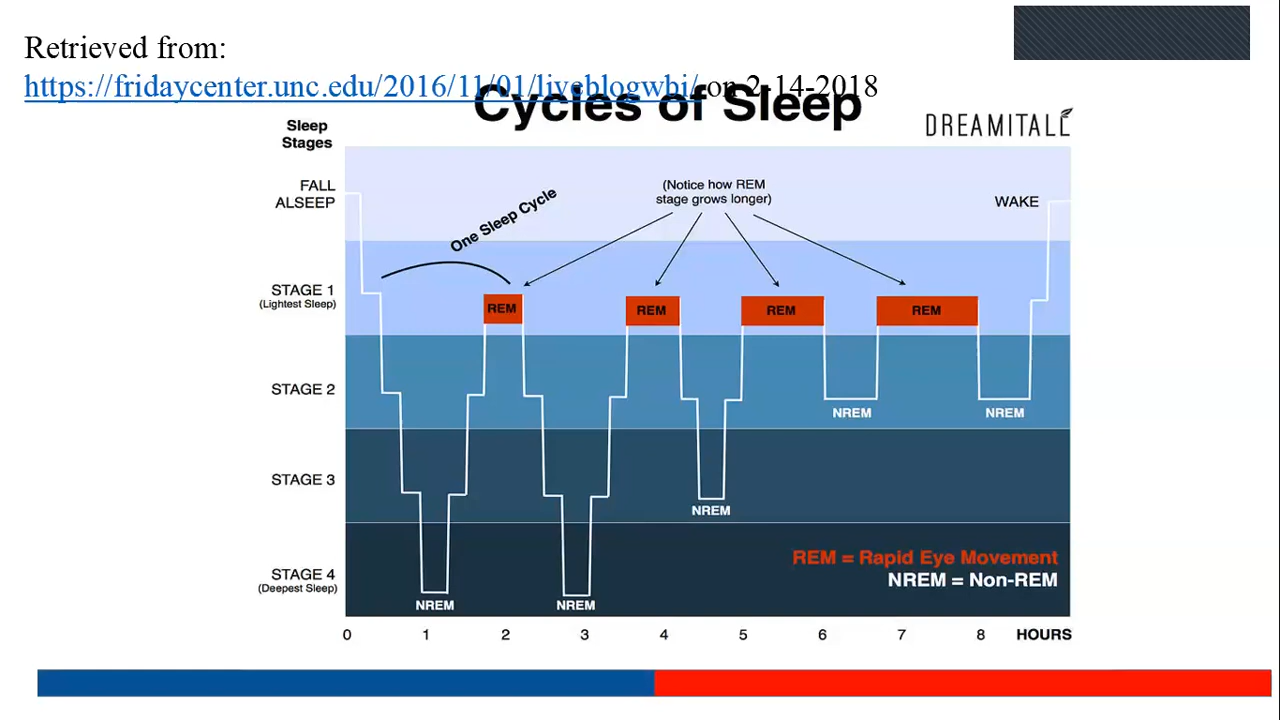 Retrieved from:
https://fridaycenter.unc.edu/2016/11/01/liveblogwbi/ on 2-14-2018
Cycles of Sleep
DREAMITALL
Sleep
Stages
FALL
ALSEEP
One Sleep Cycle
(Notice how REM
stage grows longer)
WAKE
STAGE 1
(Lightest Sleep)
REM
REM
REM
REM
STAGE 2
NREM
NREM
STAGE 3
NREM
REM = Rapid Eye Movement
NREM = Non-REM
STAGE 4
(Deepest Sleep)
NREM
NREM
0 1 2 3 4 5 6 7 8 HOURS